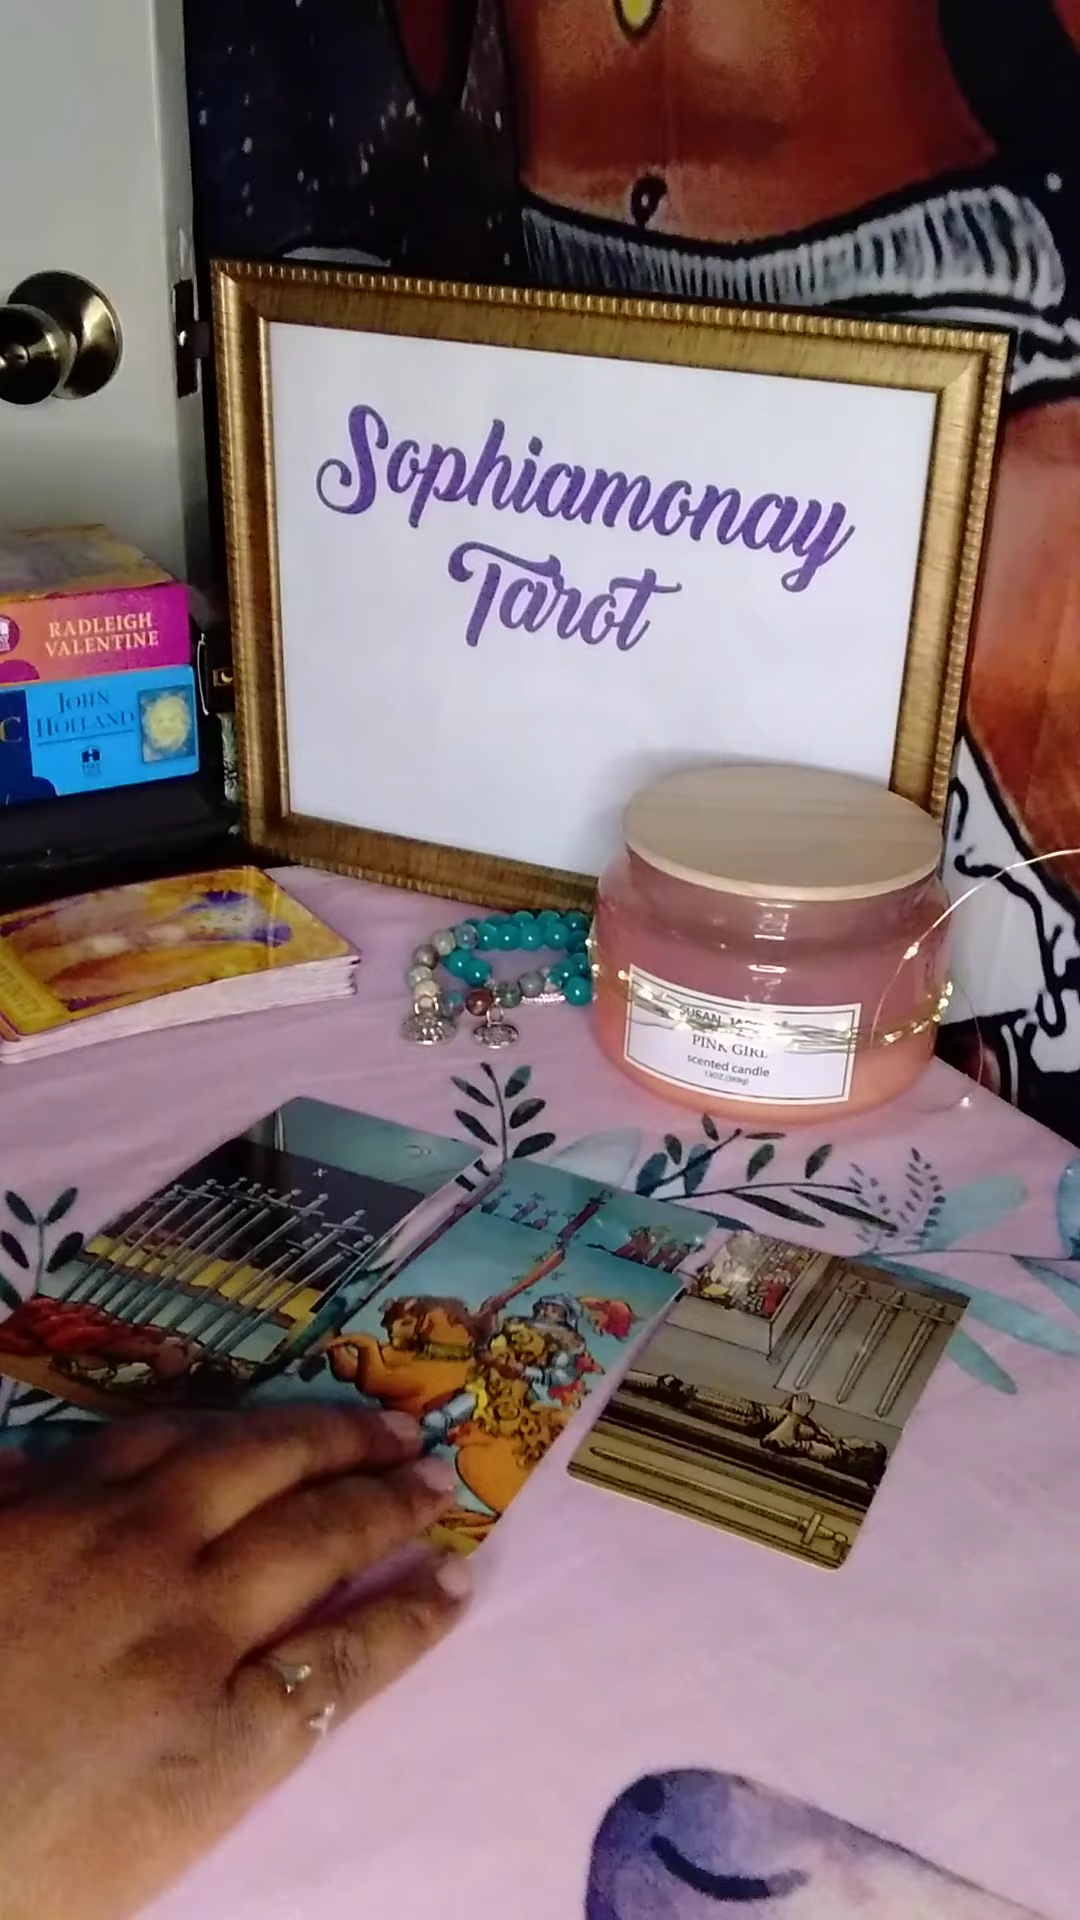 Sophiamonay
Tarot
RADLEIGH
VALENTINE
JOHN
HOLLAND
C
PINK GIRL
scented candle
X